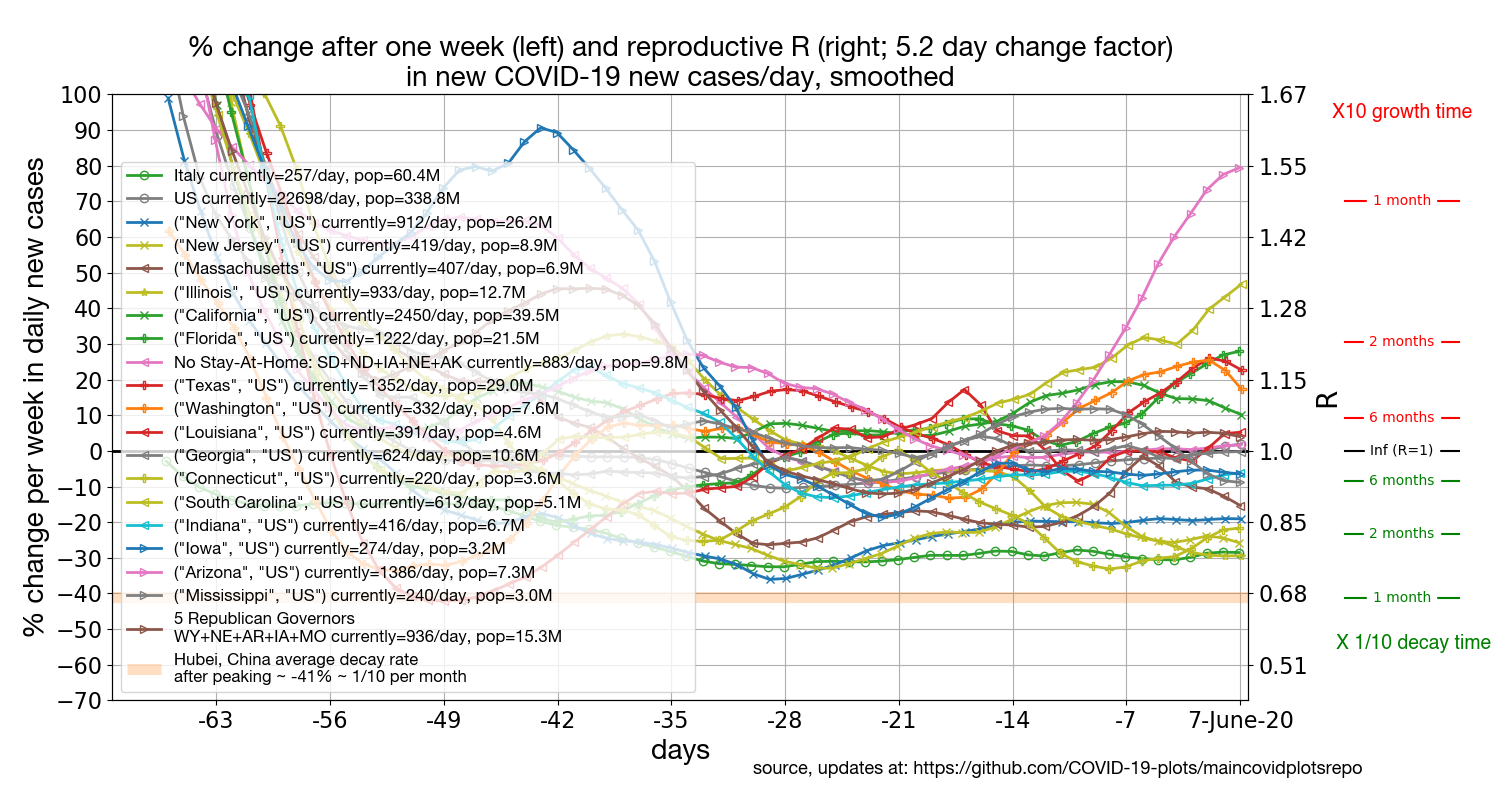 % change after one week (left) and reproductive R (right; 5.2 day change factor)
in new COVID-19 new cases/day, smoothed
% change per week in daily new cases
100
90
80
70
60
50
40
30
20
10
0
−10
−20
−30
−40
−50
−60
−70
Italy currently=257/day, pop=60.4M
US currently=22698/day, pop=338.8M
("New York", "US") currently=912/day, pop=26.2M
("New Jersey", "US") currently=419/day, pop=8.9M
("Massachusetts", "US") currently=407/day, pop=6.9M
("Illinois", "US") currently=933/day, pop=12.7M
("California", "US") currently=2450/day, pop=39.5M
("Florida", "US") currently=1222/day, pop=21.5M
No Stay-At-Home: SD+ND+IA+NE+AK currently=883/day, pop=9.8M
("Texas", "US") currently=1352/day, pop=29.0M
("Washington", "US") currently=332/day, pop=7.6M
("Louisiana", "US") currently=391/day, pop=4.6M
("Georgia", "US") currently=624/day, pop=10.6M
("Connecticut", "US") currently=220/day, pop=3.6M
("South Carolina", "US") currently=613/day, pop=5.1M
("Indiana", "US") currently=416/day, pop=6.7M
("Iowa", "US") currently=274/day, pop=3.2M
("Arizona", "US") currently=1386/day, pop=7.3M
("Mississippi", "US") currently=240/day, pop=3.0M
5 Republican Governors
WY+NE+AR+IA+MO currently=936/day, pop=15.3M
Hubei, China average decay rate
after peaking ~ -41% ~ 1/10 per month
-63
-56
-49
-42
-35
-28
-21
-14
-7
7-June-20
days
1.67
1.55
1.42
1.28
1.15
1.0
0.85
0.68
0.51
R
X10 growth time
1 month
2 months
6 months
Inf (R=1)
6 months
2 months
1 month
X 1/10 decay time
source, updates at: https://github.com/COVID-19-plots/maincovidplotsrepo